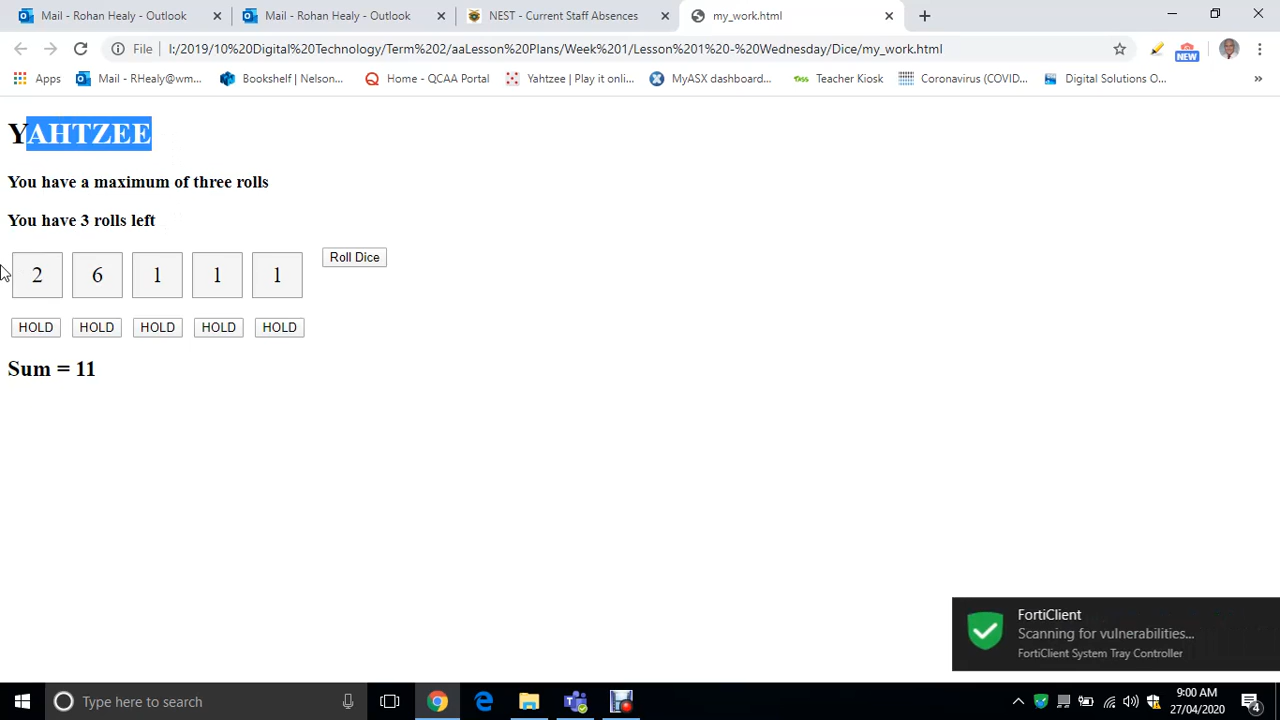 Mail - Rohan Healy - Outlook
Mail - Rohan Healy - Outlook
NEST - Current Staff Absences
my_work.html
File
I:/2019/10%20Digital%20Technology/Term%202/aaLesson%20Plans/Week%201/Lesson%201%20-%20Wednesday/Dice/my_work.html
NEW
Apps
Mail - RHealy@wm...
Bookshelf | Nelson...
Home - QCAA Portal
Yahtzee | Play it onli...
MyASX dashboard...
Teacher Kiosk
Coronavirus (COVID...
Digital Solutions O...
»
YAHTZEE
You have a maximum of three rolls
You have 3 rolls left
2 6 1 1 1
Roll Dice
HOLD HOLD HOLD HOLD HOLD
Sum = 11
FortiClient
Scanning for vulnerabilities...
FortiClient System Tray Controller
Type here to search
9:00 AM
27/04/2020
4